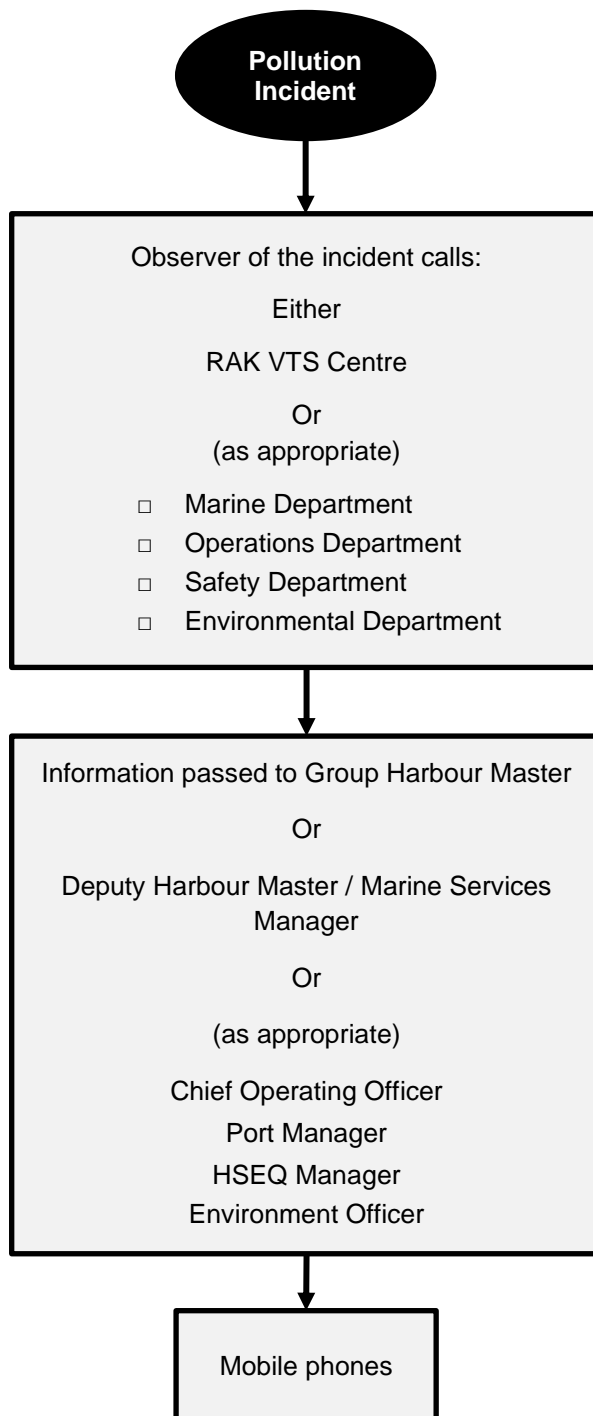 Pollution
Incident
Observer of the incident calls:
Either
RAK VTS Centre
Or
(as appropriate)
□ Marine Department
□ Operations Department
□ Safety Department
□ Environmental Department
Information passed to Group Harbour Master
Or
Deputy Harbour Master / Marine Services
Manager
Or
(as appropriate)
Chief Operating Officer
Port Manager
HSEQ Manager
Environment Officer
Mobile phones